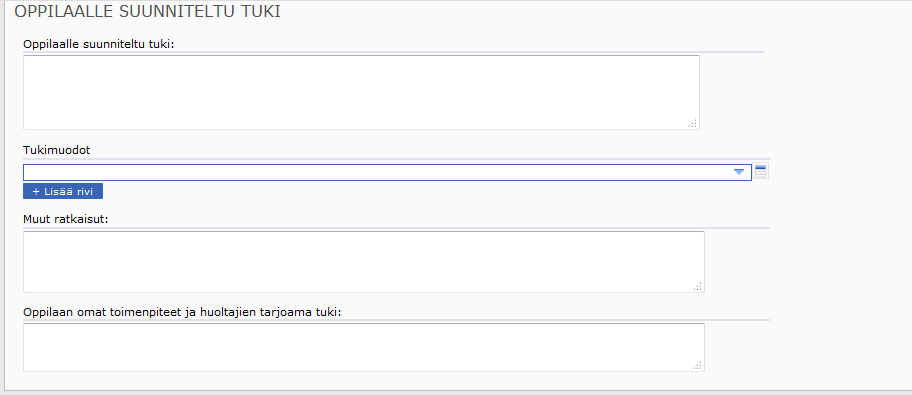 OPPILAALLE SUUNNITELTU TUKI
Oppilaalle suunniteltu tuki:
Tukimuodot
+ Lisää rivi
Muut ratkaisut:
Oppilaan omat toimenpiteet ja huoltajien tarjoama tuki: